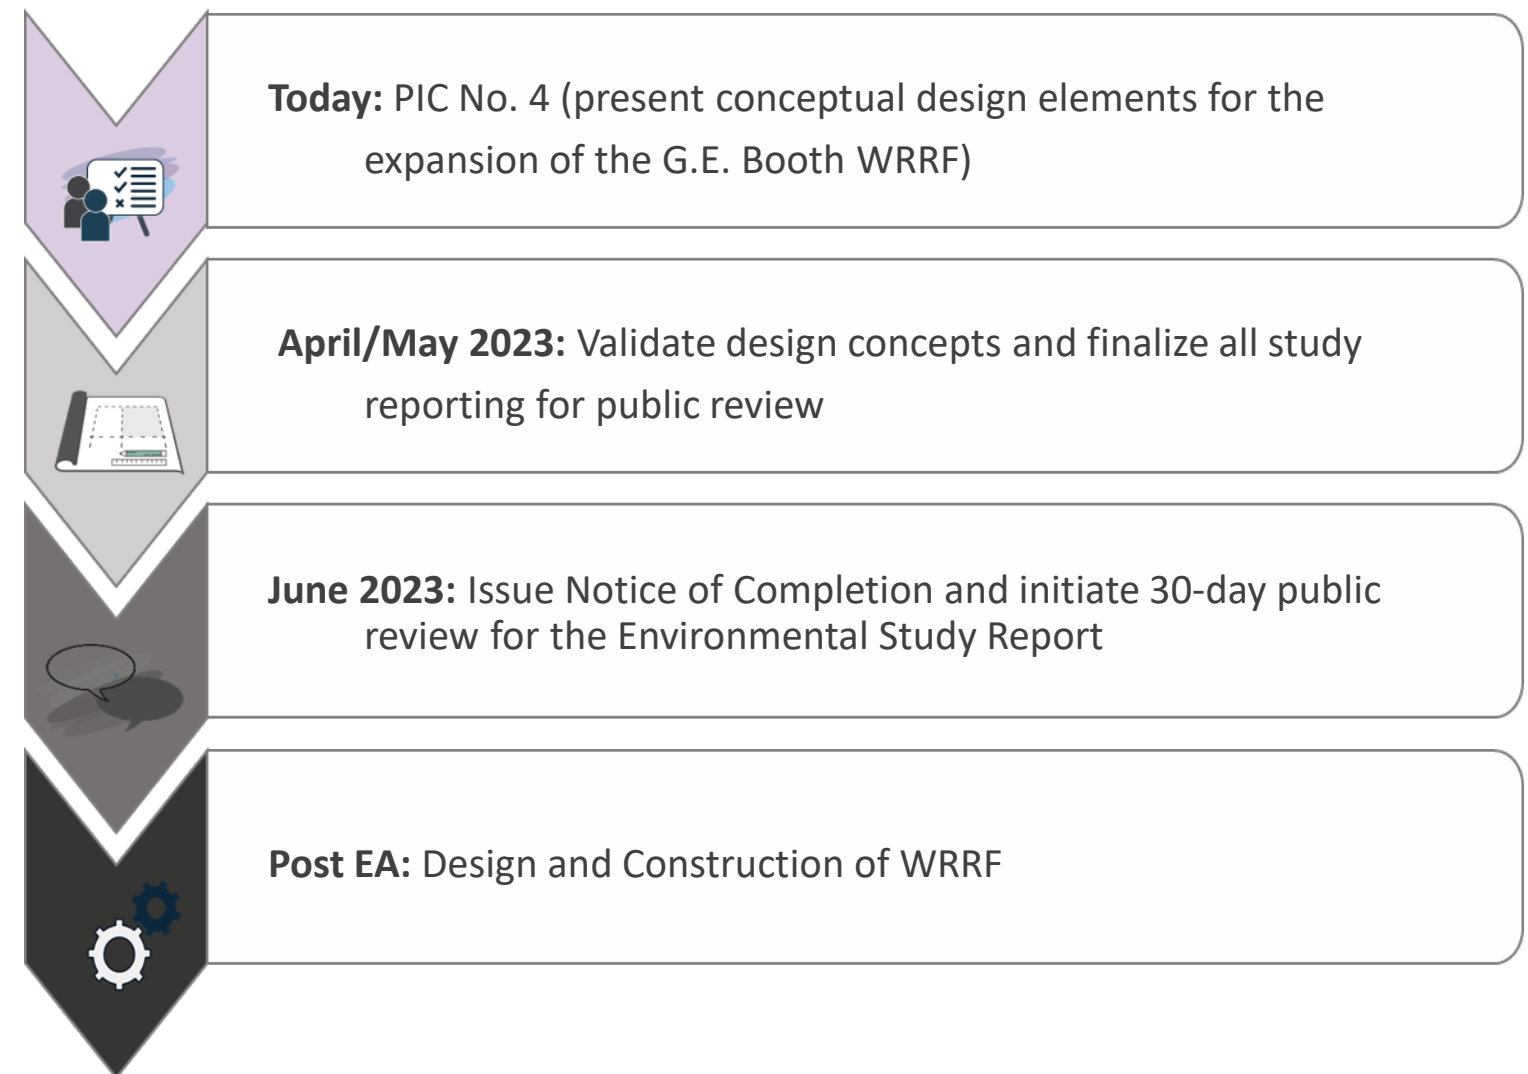 Today: PIC No. 4 (present conceptual design elements for the
expansion of the G.E. Booth WRRF)
April/May 2023: Validate design concepts and finalize all study
reporting for public review
June 2023: Issue Notice of Completion and initiate 30-day public
review for the Environmental Study Report
Post EA: Design and Construction of WRRF